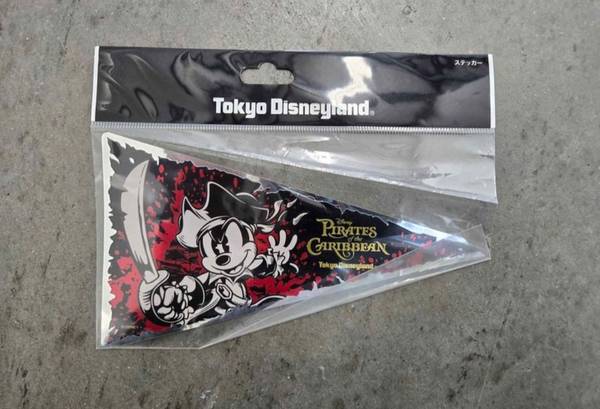 ステッカー
Tokyo Disneyland®
Disney
PIRATES
of the
CARIBBEAN
Tokyo Disneyland